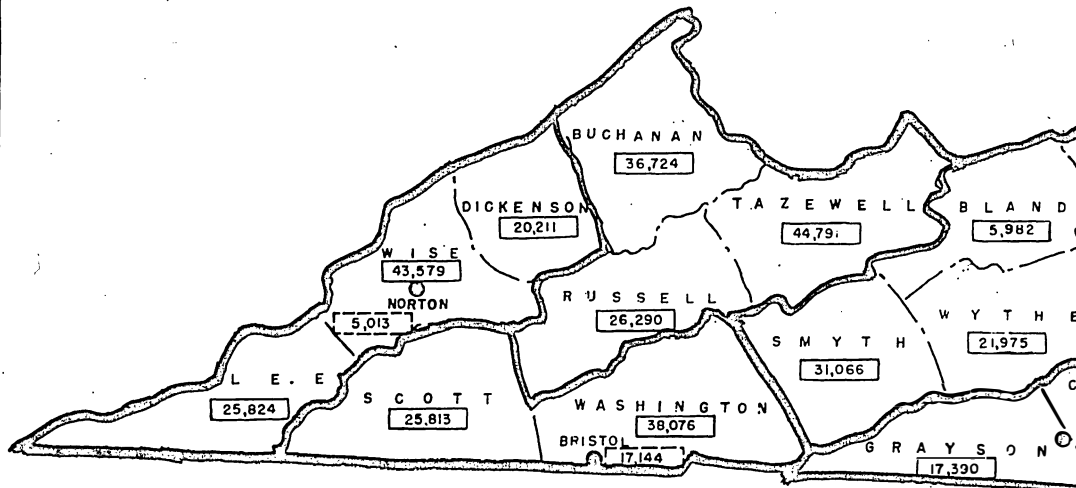 BUCHANAN
36,724
DICKENSON
20,211
TAZEWELL
44,791
BLAND
5,982
WISE
43,579
NORTON
5,013
RUSSELL
26,290
WYTHE
21,975
SMYTH
31,066
LEE
25,824
SCOTT
25,813
WASHINGTON
38,076
BRISTOL
17,144
C
GRAYSON
17,390